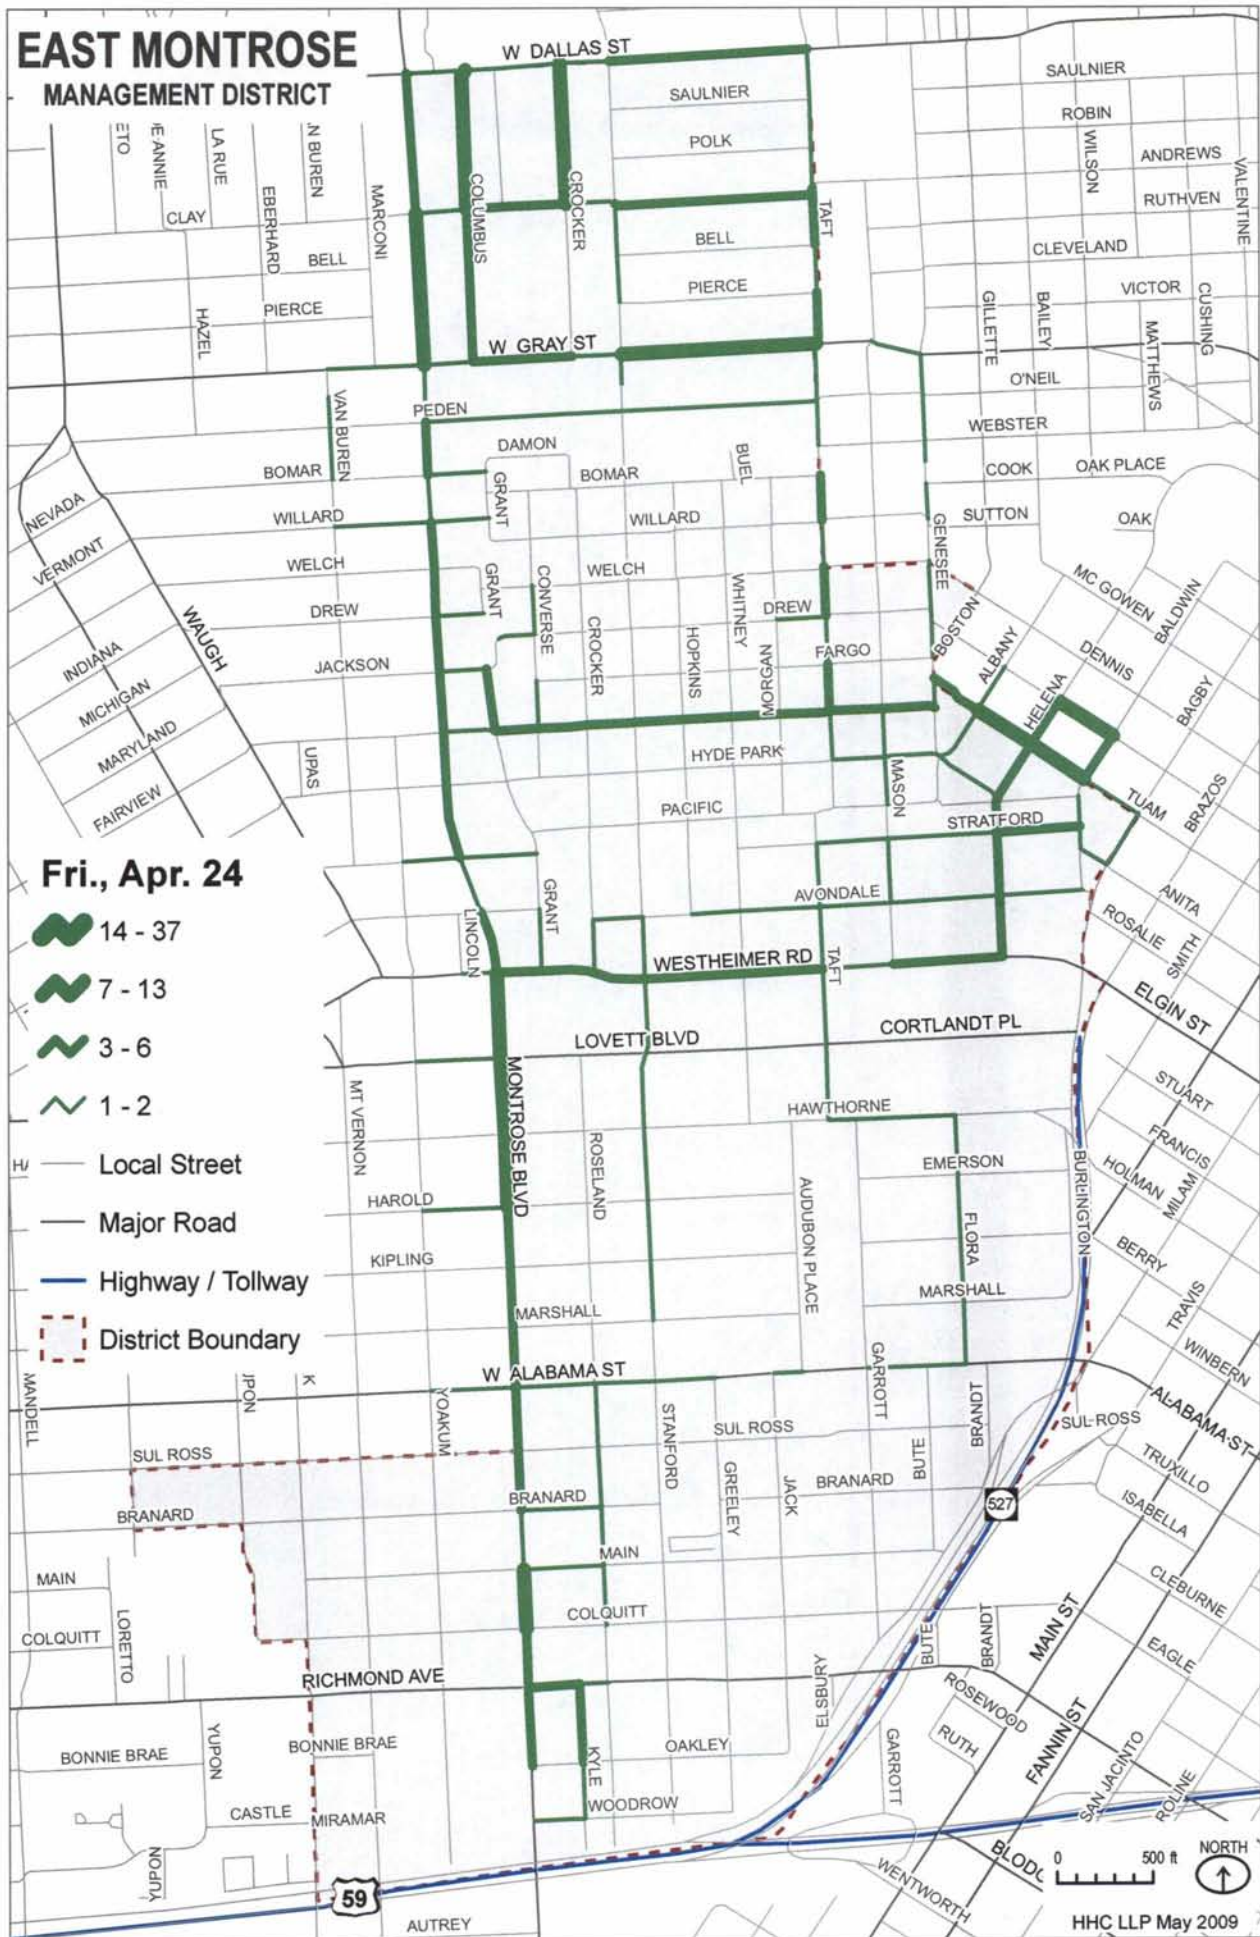 EAST MONTROSE
MANAGEMENT DISTRICT
W DALLAS ST
SAULNIER
SAULNIER
ROBIN
POLK
WILSON
ANDREWS
VALENTINE
RUTHVEN
ETO
LA RUE
N BUREN
EBERHARD
MARCONI
COLUMBUS
CROCKER
TAFT
CLAY
BELL
BELL
CLEVELAND
PIERCE
PIERCE
VICTOR
CUSHING
GILLETTE
BAILEY
MATTHEWS
HAZEL
W GRAY ST
O'NEIL
VAN BUREN
PEDEN
WEBSTER
DAMON
BUEL
BOMAR
BOMAR
COOK
OAK PLACE
GRANT
NEVADA
WILLARD
WILLARD
SUTTON
OAK
GENESEE
VERMONT
WELCH
WELCH
GRANT
CONVERSE
WHITNEY
MC GOWEN
BALDWIN
DREW
DREW
WAUGH
CROCKER
HOPKINS
BOSTON
ALBANY
DENNIS
INDIANA
JACKSON
FARGO
MORGAN
HELENA
BAGBY
MICHIGAN
MARYLAND
UPAS
HYDE PARK
MASON
FAIRVIEW
PACIFIC
TUAM
BRAZOS
STRATFORD
Fri., Apr. 24
14 - 37
7 - 13
3 - 6
1 - 2
Local Street
Major Road
Highway / Tollway
District Boundary
GRANT
AVONDALE
ANITA
ROSALIE
LINCOLN
SMITH
WESTHEIMER RD
TAFT
ELGIN ST
LOVETT BLVD
CORTLANDT PL
MONTROSE BLVD
STUART
MT VERNON
HAWTHORNE
FRANCIS
ROSELAND
EMERSON
BURLINGTON
HOLMAN
MILAM
HAROLD
AUDUBON PLACE
FLORA
BERRY
KIPLING
MARSHALL
MARSHALL
TRAVIS
WINBERN
GARROTT
W ALABAMA ST
ALABAMA ST
MANDELL
JPON
K
YOAKUM
STANFORD
BRANDT
SUL ROSS
SUL ROSS
SUL ROSS
BUTE
GREELEY
JACK
BRANARD
TRUXILLO
BRANARD
BRANARD
527
ISABELLA
MAIN
MAIN
CLEBURNE
COLQUITT
COLQUITT
LORETTO
MAIN ST
BUTE
BRANDT
EAGLE
RICHMOND AVE
ELSBURY
ROSEWOOD
FANNIN ST
RUTH
YUPON
BONNIE BRAE
BONNIE BRAE
OAKLEY
KYLE
GARROTT
SAN JACINTO
ROLINE
WOODROW
CASTLE
MIRAMAR
YUPON
WENTWORTH
59
AUTREY
0 500 ft
NORTH
HHC LLP May 2009